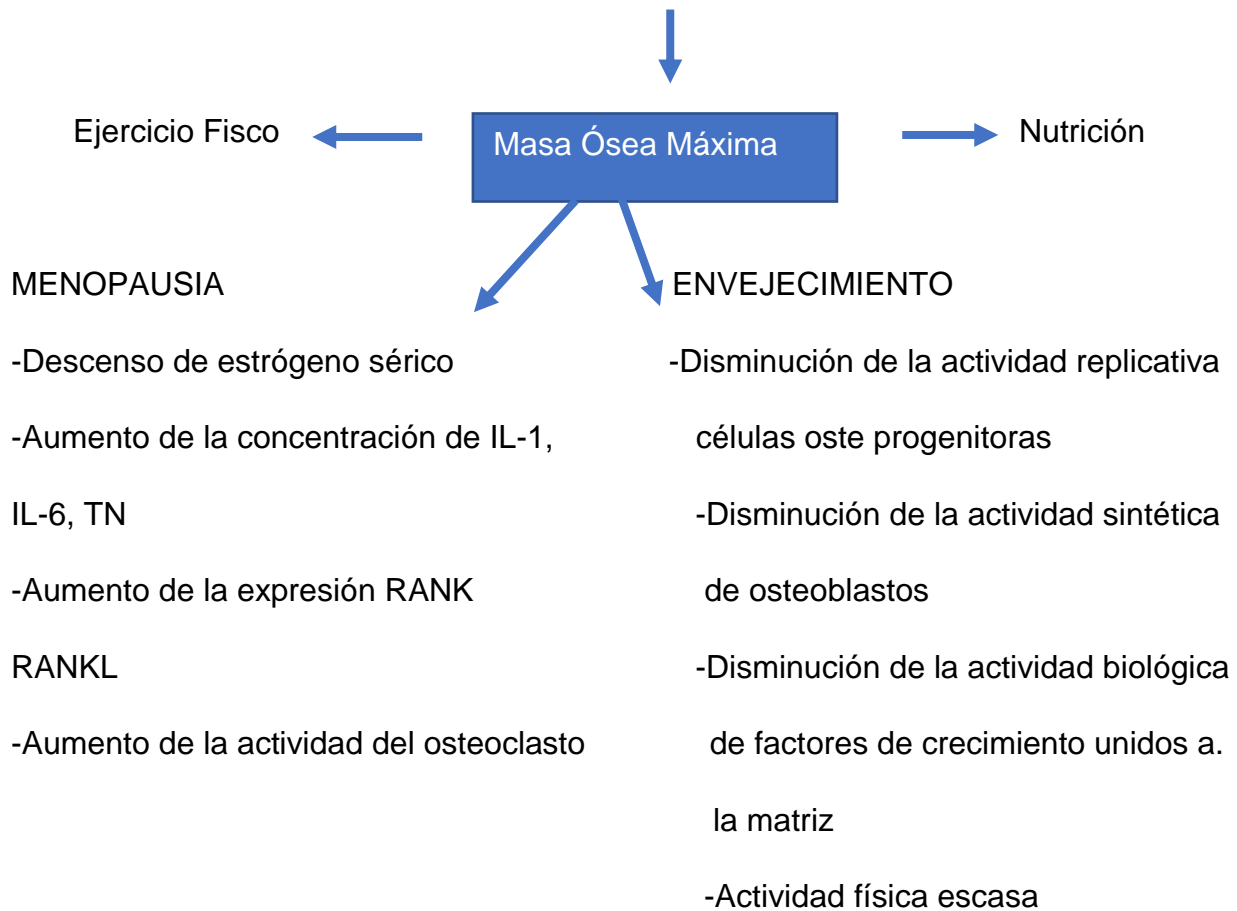 Ejercicio Fisco
Masa Ósea Máxima
Nutrición
MENOPAUSIA
-Descenso de estrógeno sérico
-Aumento de la concentración de IL-1,
IL-6, TN
-Aumento de la expresión RANK
RANKL
-Aumento de la actividad del osteoclasto
ENVEJECIMIENTO
-Disminución de la actividad replicativa
células oste progenitoras
-Disminución de la actividad sintética
de osteoblastos
-Disminución de la actividad biológica
de factores de crecimiento unidos a.
la matriz
-Actividad física escasa